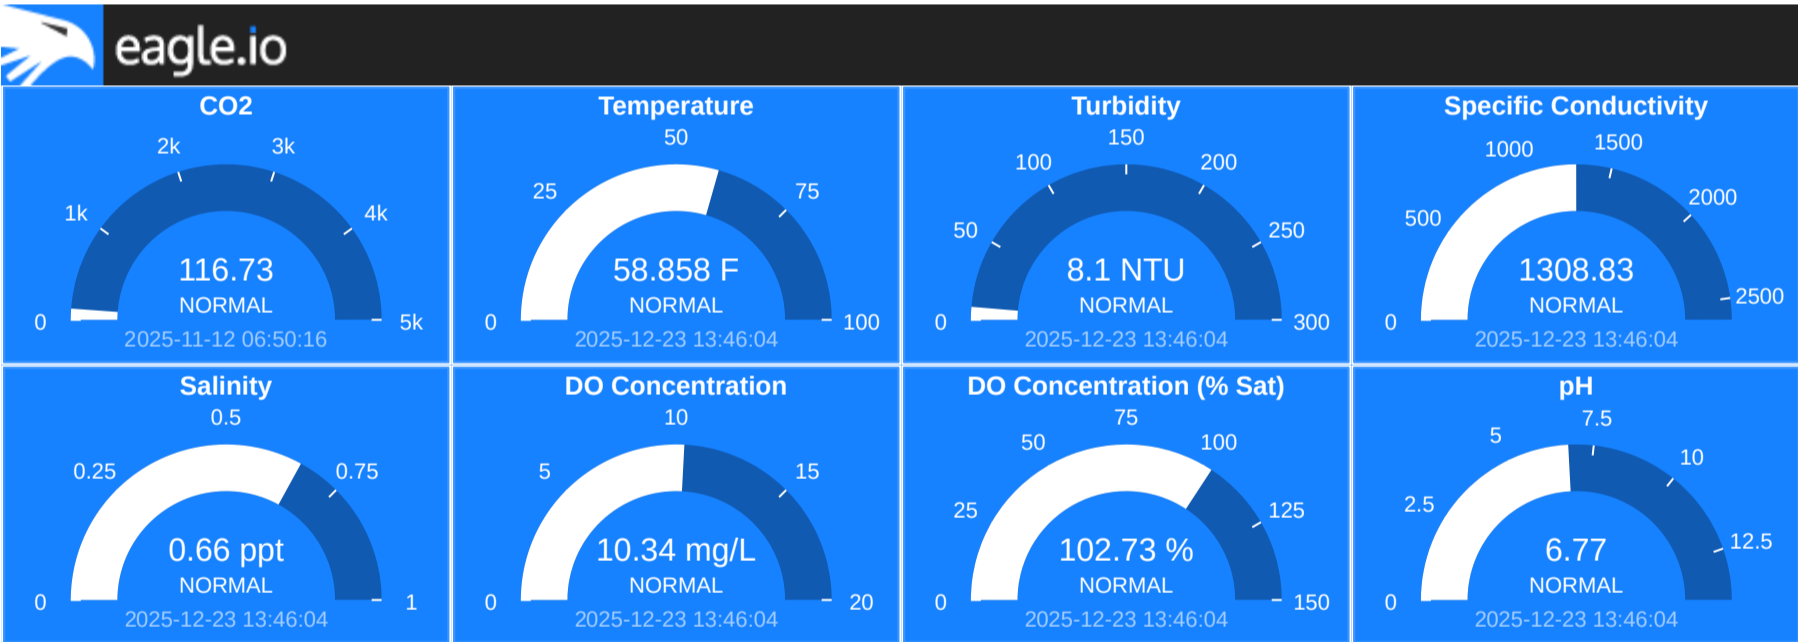 eagle.io
CO2
0
1k
2k
3k
4k
5k
116.73
NORMAL
2025-11-12 06:50:16
Temperature
0
25
50
75
100
58.858 F
NORMAL
2025-12-23 13:46:04
Turbidity
0
50
100
150
200
250
300
8.1 NTU
NORMAL
2025-12-23 13:46:04
Specific Conductivity
0
500
1000
1500
2000
2500
1308.83
NORMAL
2025-12-23 13:46:04
Salinity
0
0.25
0.5
0.75
1
0.66 ppt
NORMAL
2025-12-23 13:46:04
DO Concentration
0
5
10
15
20
10.34 mg/L
NORMAL
2025-12-23 13:46:04
DO Concentration (% Sat)
0
25
50
75
100
125
150
102.73 %
NORMAL
2025-12-23 13:46:04
pH
0
2.5
5
7.5
10
12.5
6.77
NORMAL
2025-12-23 13:46:04